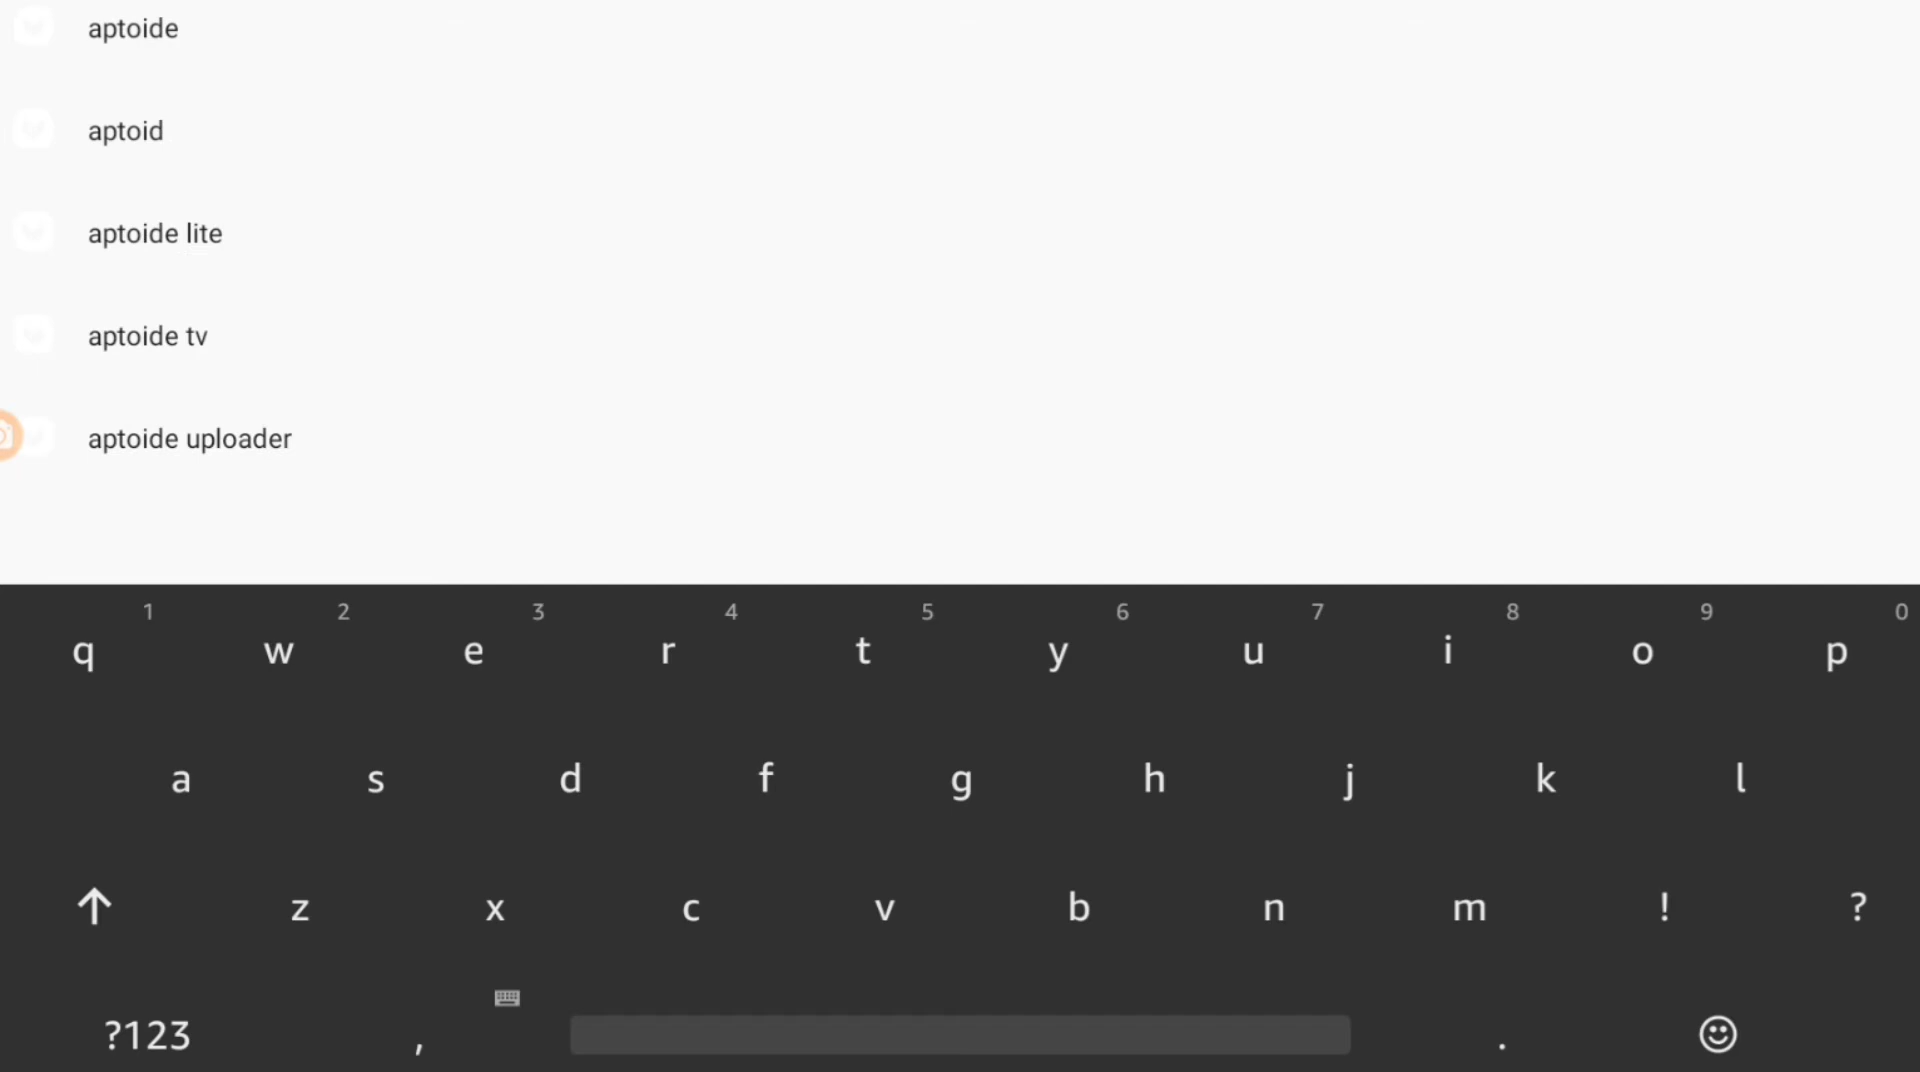 aptoide
aptoid
aptoide lite
aptoide tv
aptoide uploader
1 2 3 4 5 6 7 8 9 0
q w e r t y u i o p
a s d f g h j k l
z x c v b n m ! ?
?123 , .